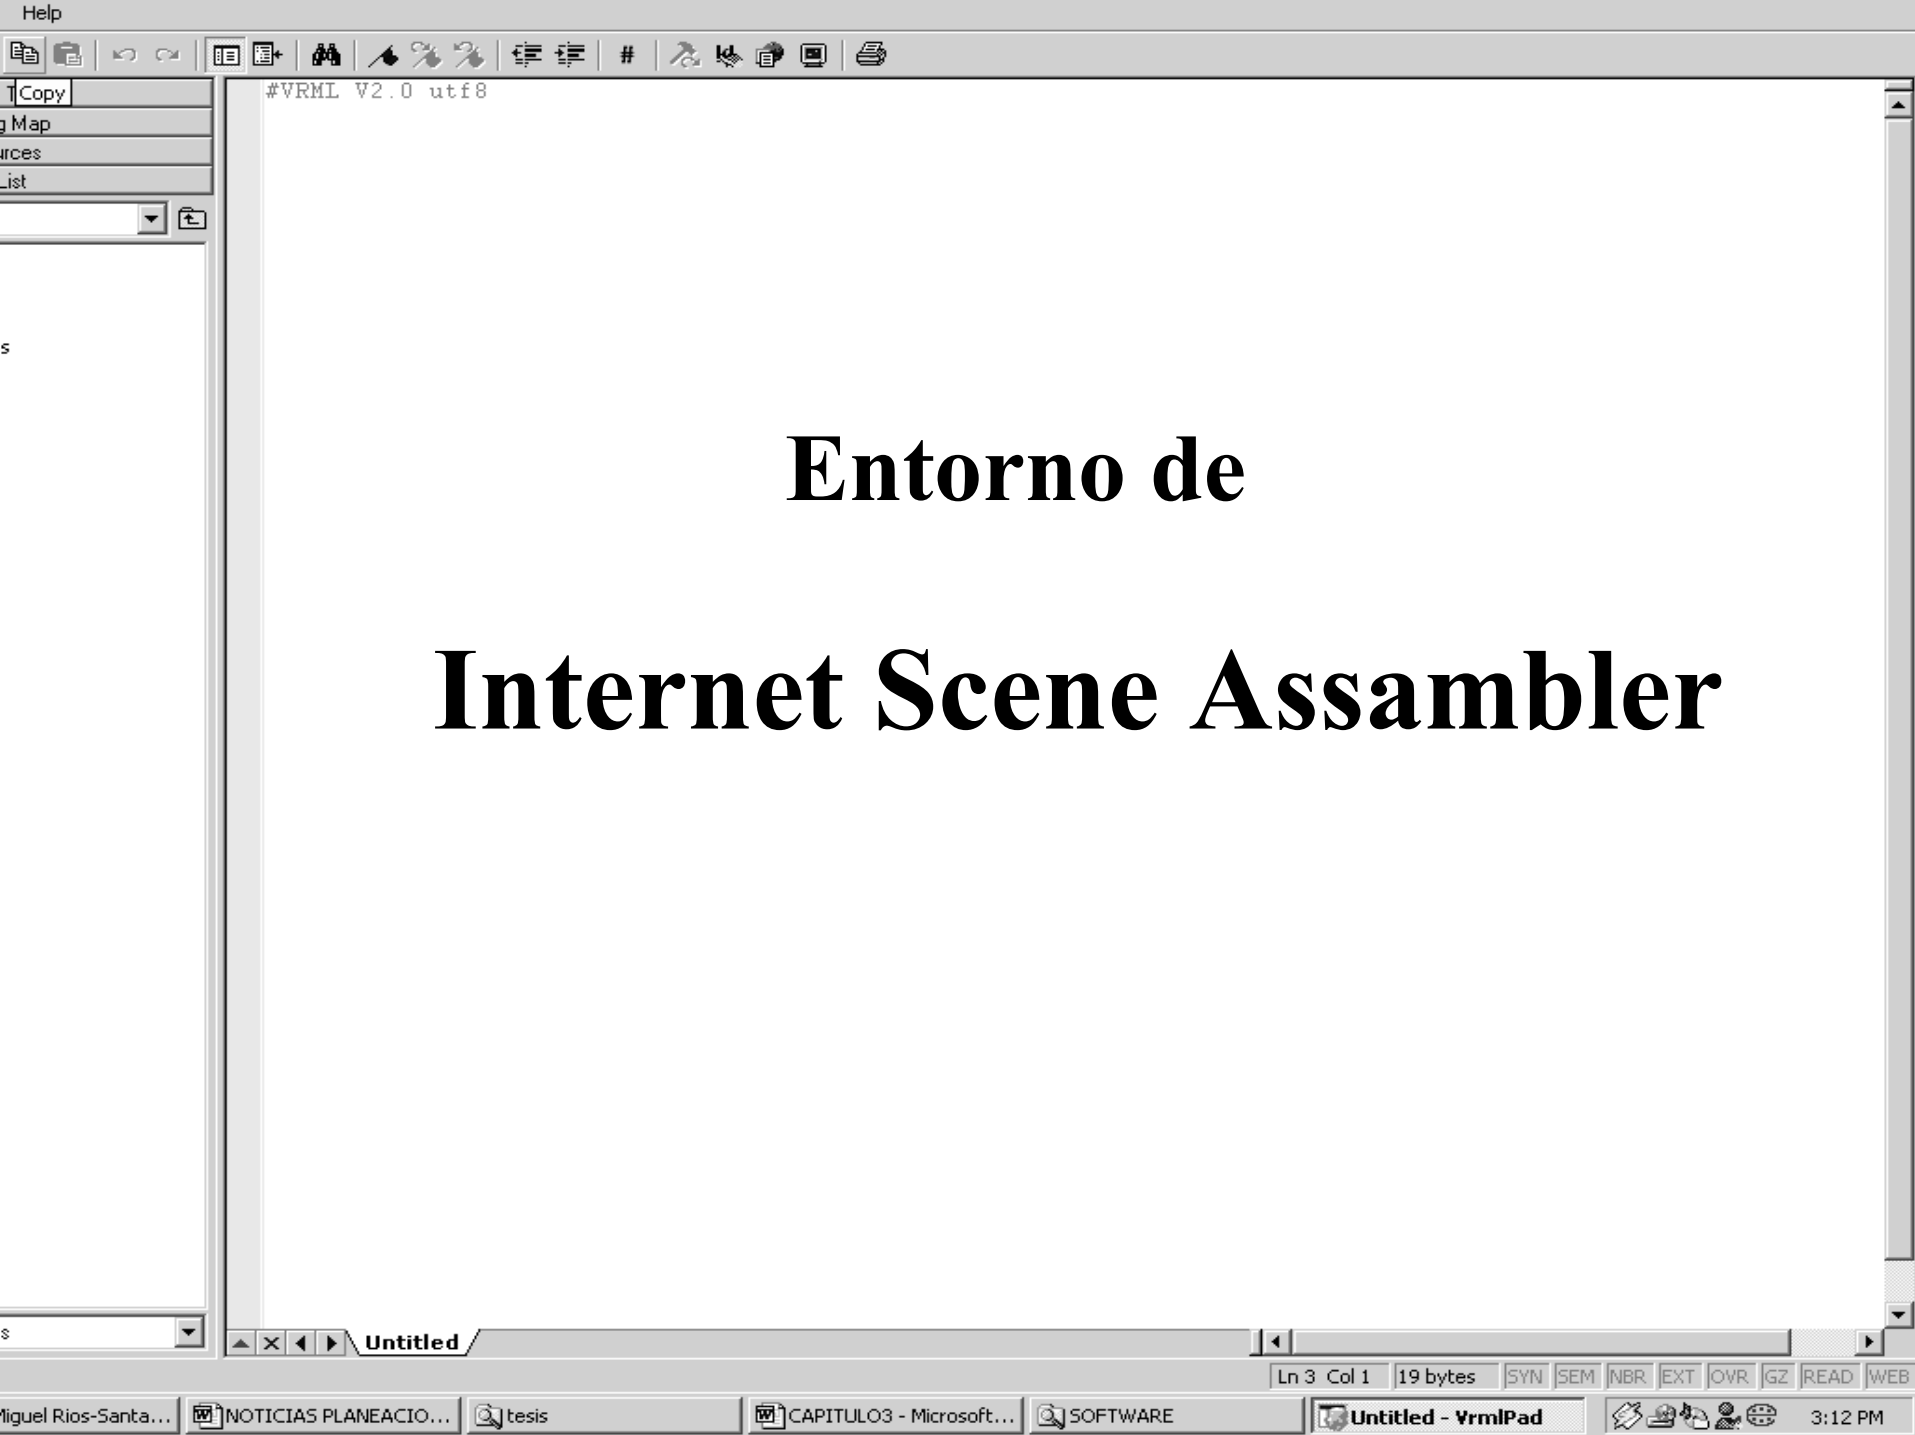 Help
Copy
#VRML V2.0 utf8
Map
List
Entorno de
Internet Scene Assambler
Untitled
Ln 3 Col 1 19 bytes SYN SEM NBR EXT OVR GZ READ WEB
Miguel Rios-Santa... NOTICIAS PLANEACIO... tesis CAPITULO3 - Microsoft... SOFTWARE Untitled - VrmlPad 3:12 PM